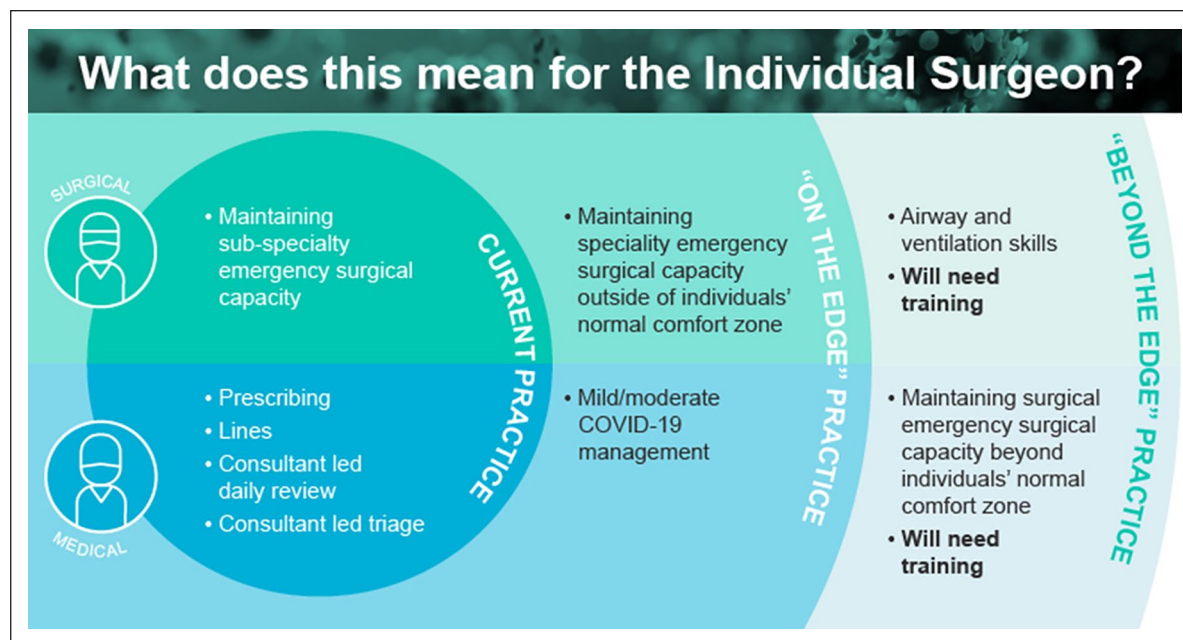 What does this mean for the Individual Surgeon?
SURGICAL
• Maintaining
sub-specialty
emergency surgical
capacity
CURRENT PRACTICE
• Maintaining
speciality emergency
surgical capacity
outside of individuals’
normal comfort zone
“ON THE EDGE” PRACTICE
• Airway and
ventilation skills
• Will need
training
“BEYOND THE EDGE” PRACTICE
MEDICAL
• Prescribing
• Lines
• Consultant led
daily review
• Consultant led triage
• Mild/moderate
COVID-19
management
• Maintaining surgical
emergency surgical
capacity beyond
individuals’ normal
comfort zone
• Will need
training